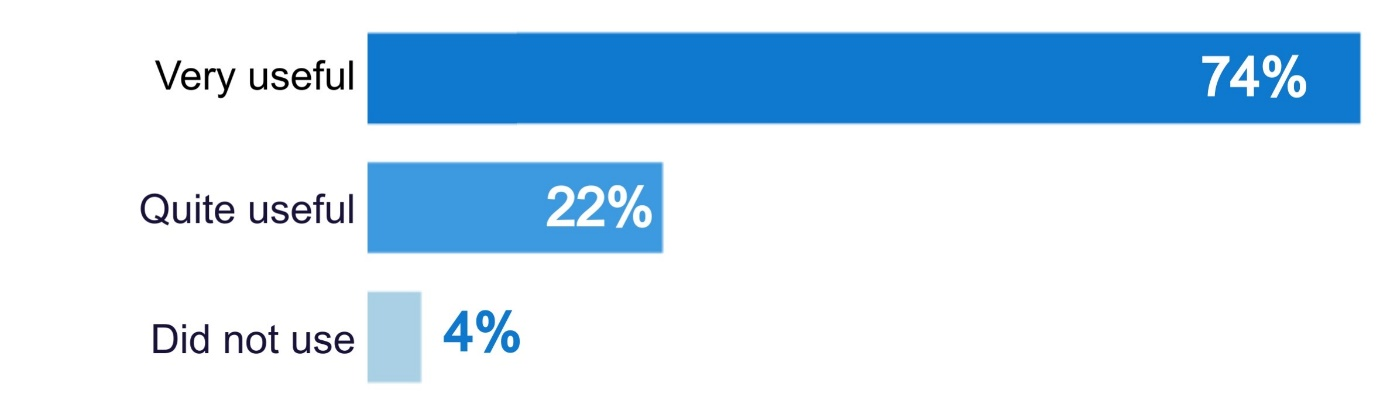 Very useful 74%
Quite useful 22%
Did not use 4%